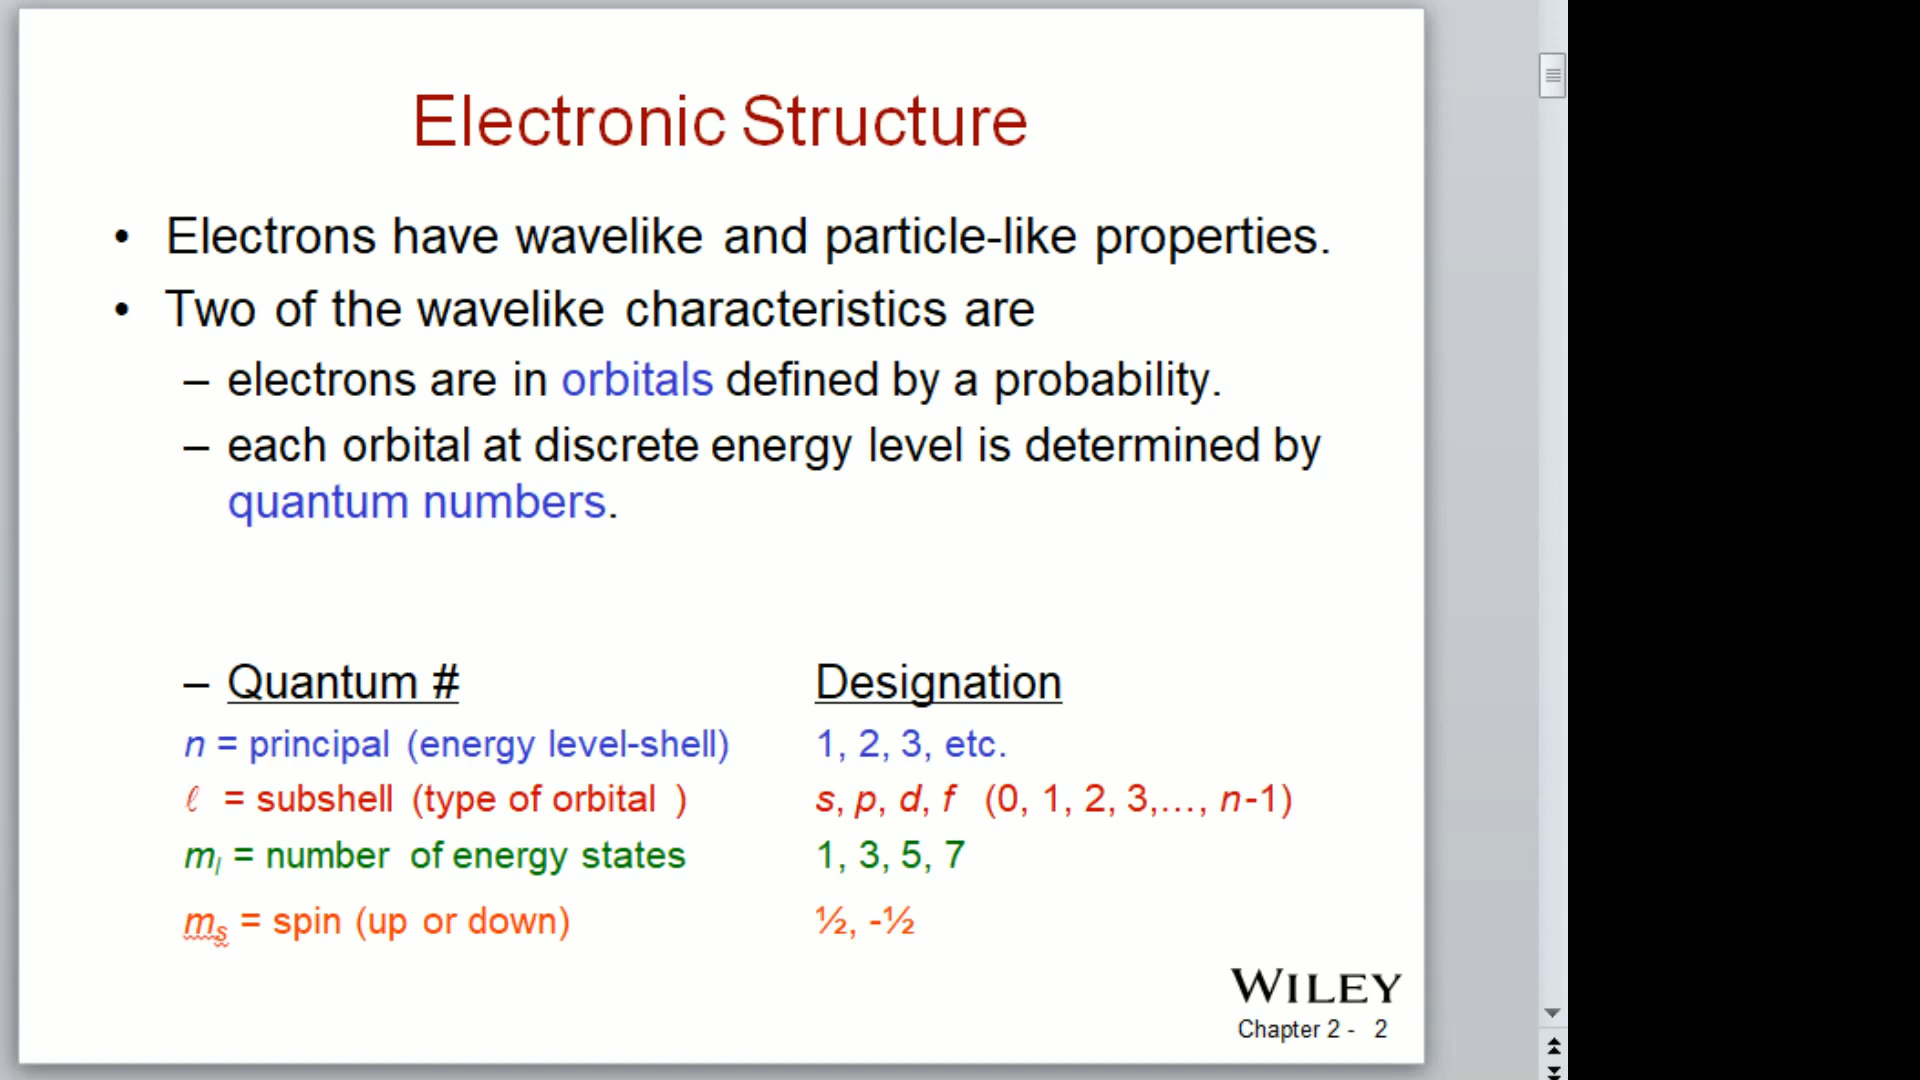 Electronic Structure
• Electrons have wavelike and particle-like properties.
• Two of the wavelike characteristics are
– electrons are in orbitals defined by a probability.
– each orbital at discrete energy level is determined by
quantum numbers.
– Quantum # Designation
n = principal (energy level-shell) 1, 2, 3, etc.
ℓ = subshell (type of orbital ) s, p, d, f (0, 1, 2, 3,…, n-1)
ml = number of energy states 1, 3, 5, 7
ms = spin (up or down) ½, -½
WILEY
Chapter 2 - 2